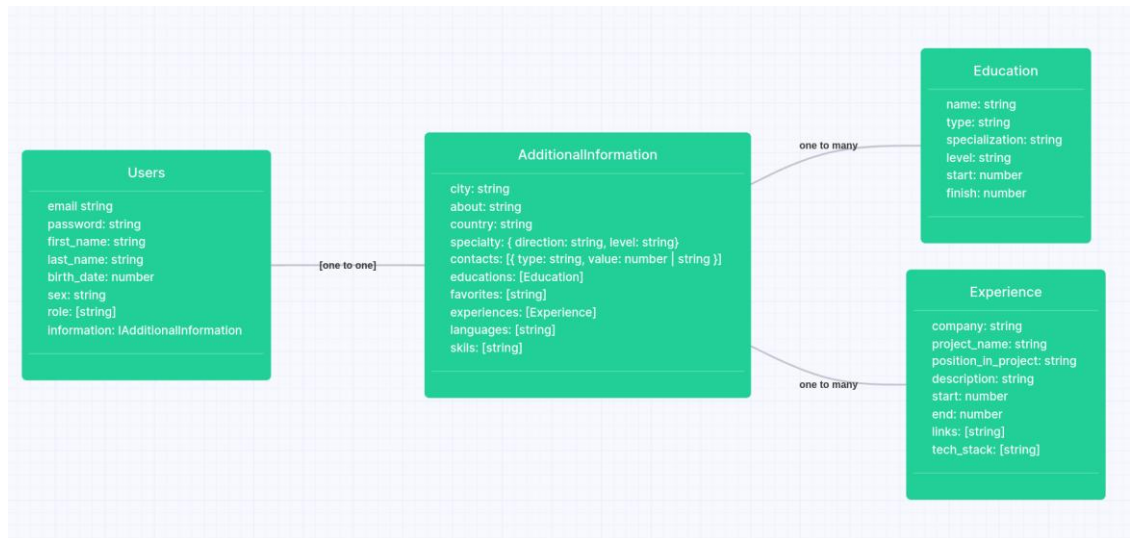 Users
email string
password: string
first_name: string
last_name: string
birth_date: number
sex: string
role: [string]
information: IAdditionalInformation
[one to one]
AdditionalInformation
city: string
about: string
country: string
specialty: { direction: string, level: string}
contacts: [{ type: string, value: number | string }]
educations: [Education]
favorites: [string]
experiences: [Experience]
languages: [string]
skils: [string]
one to many
Education
name: string
type: string
specialization: string
level: string
start: number
finish: number
one to many
Experience
company: string
project_name: string
position_in_project: string
description: string
start: number
end: number
links: [string]
tech_stack: [string]